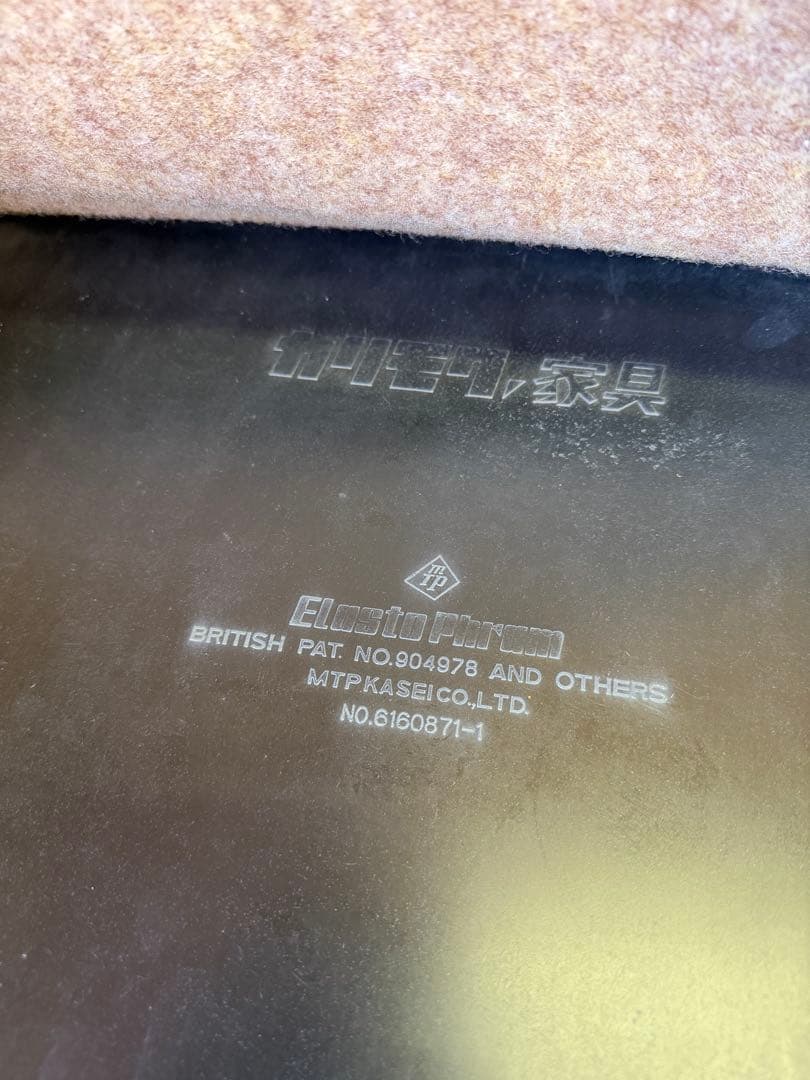 カリモク家具
mTP
Elasto Phram
BRITISH PAT. NO.904978 AND OTHERS
MTP KASEI CO.,LTD.
NO.6160871-1